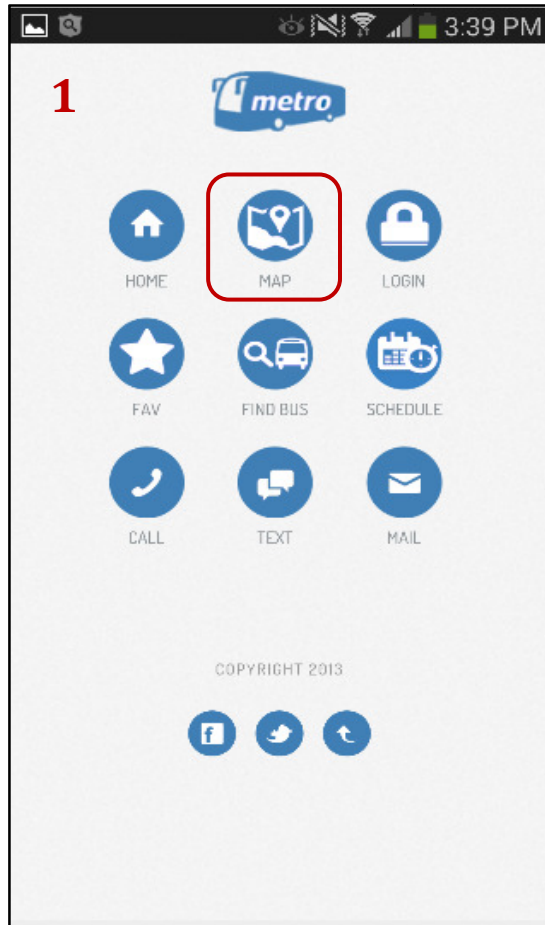 3:39 PM
1
metro
HOME MAP LOGIN
FAV FIND BUS SCHEDULE
CALL TEXT MAIL
COPYRIGHT 2013
f